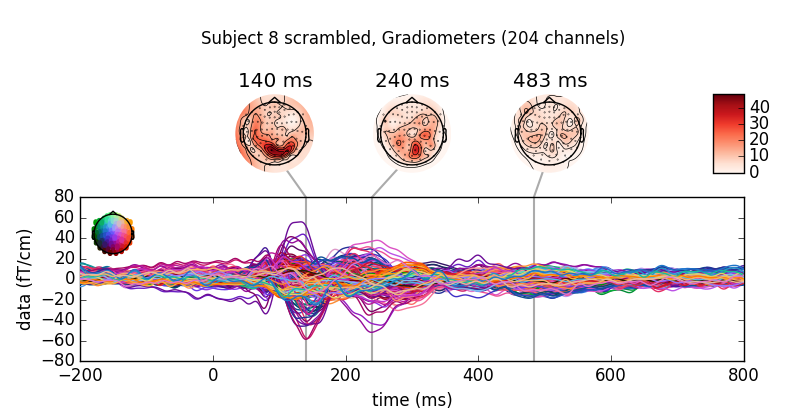 Subject 8 scrambled, Gradiometers (204 channels)
140 ms 240 ms 483 ms
40
30
20
10
0
80
60
40
20
0
−20
−40
−60
−80
data (fT/cm)
−200 0 200 400 600 800
time (ms)